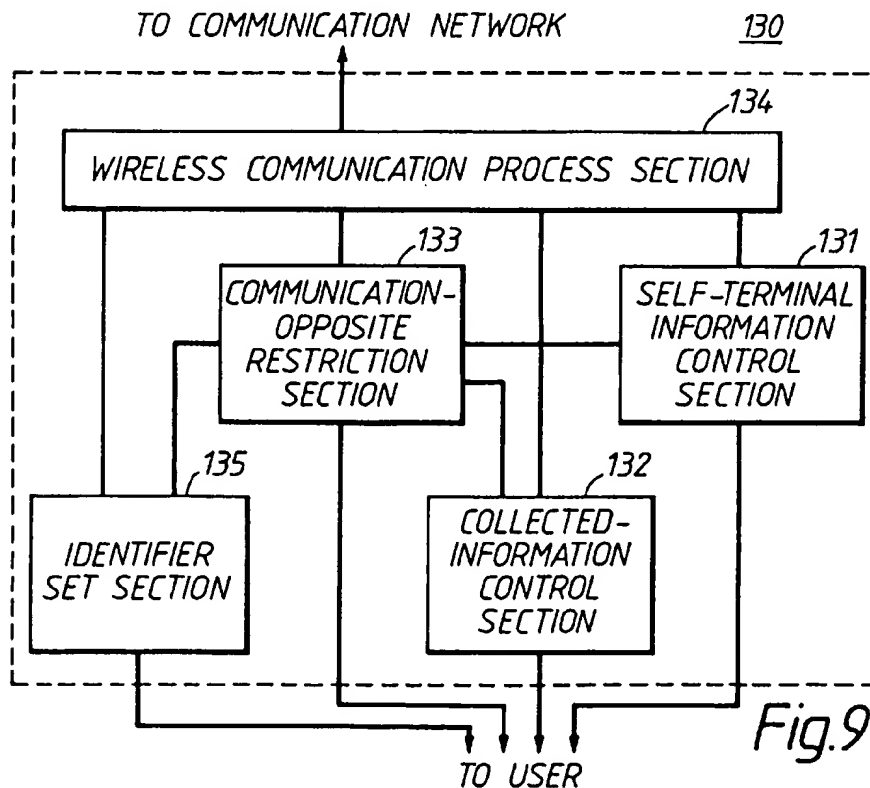 TO COMMUNICATION NETWORK
130
134
WIRELESS COMMUNICATION PROCESS SECTION
133
COMMUNICATION-
OPPOSITE
RESTRICTION
SECTION
131
SELF-TERMINAL
INFORMATION
CONTROL
SECTION
135
IDENTIFIER
SET SECTION
132
COLLECTED-
INFORMATION
CONTROL
SECTION
TO USER
Fig.9